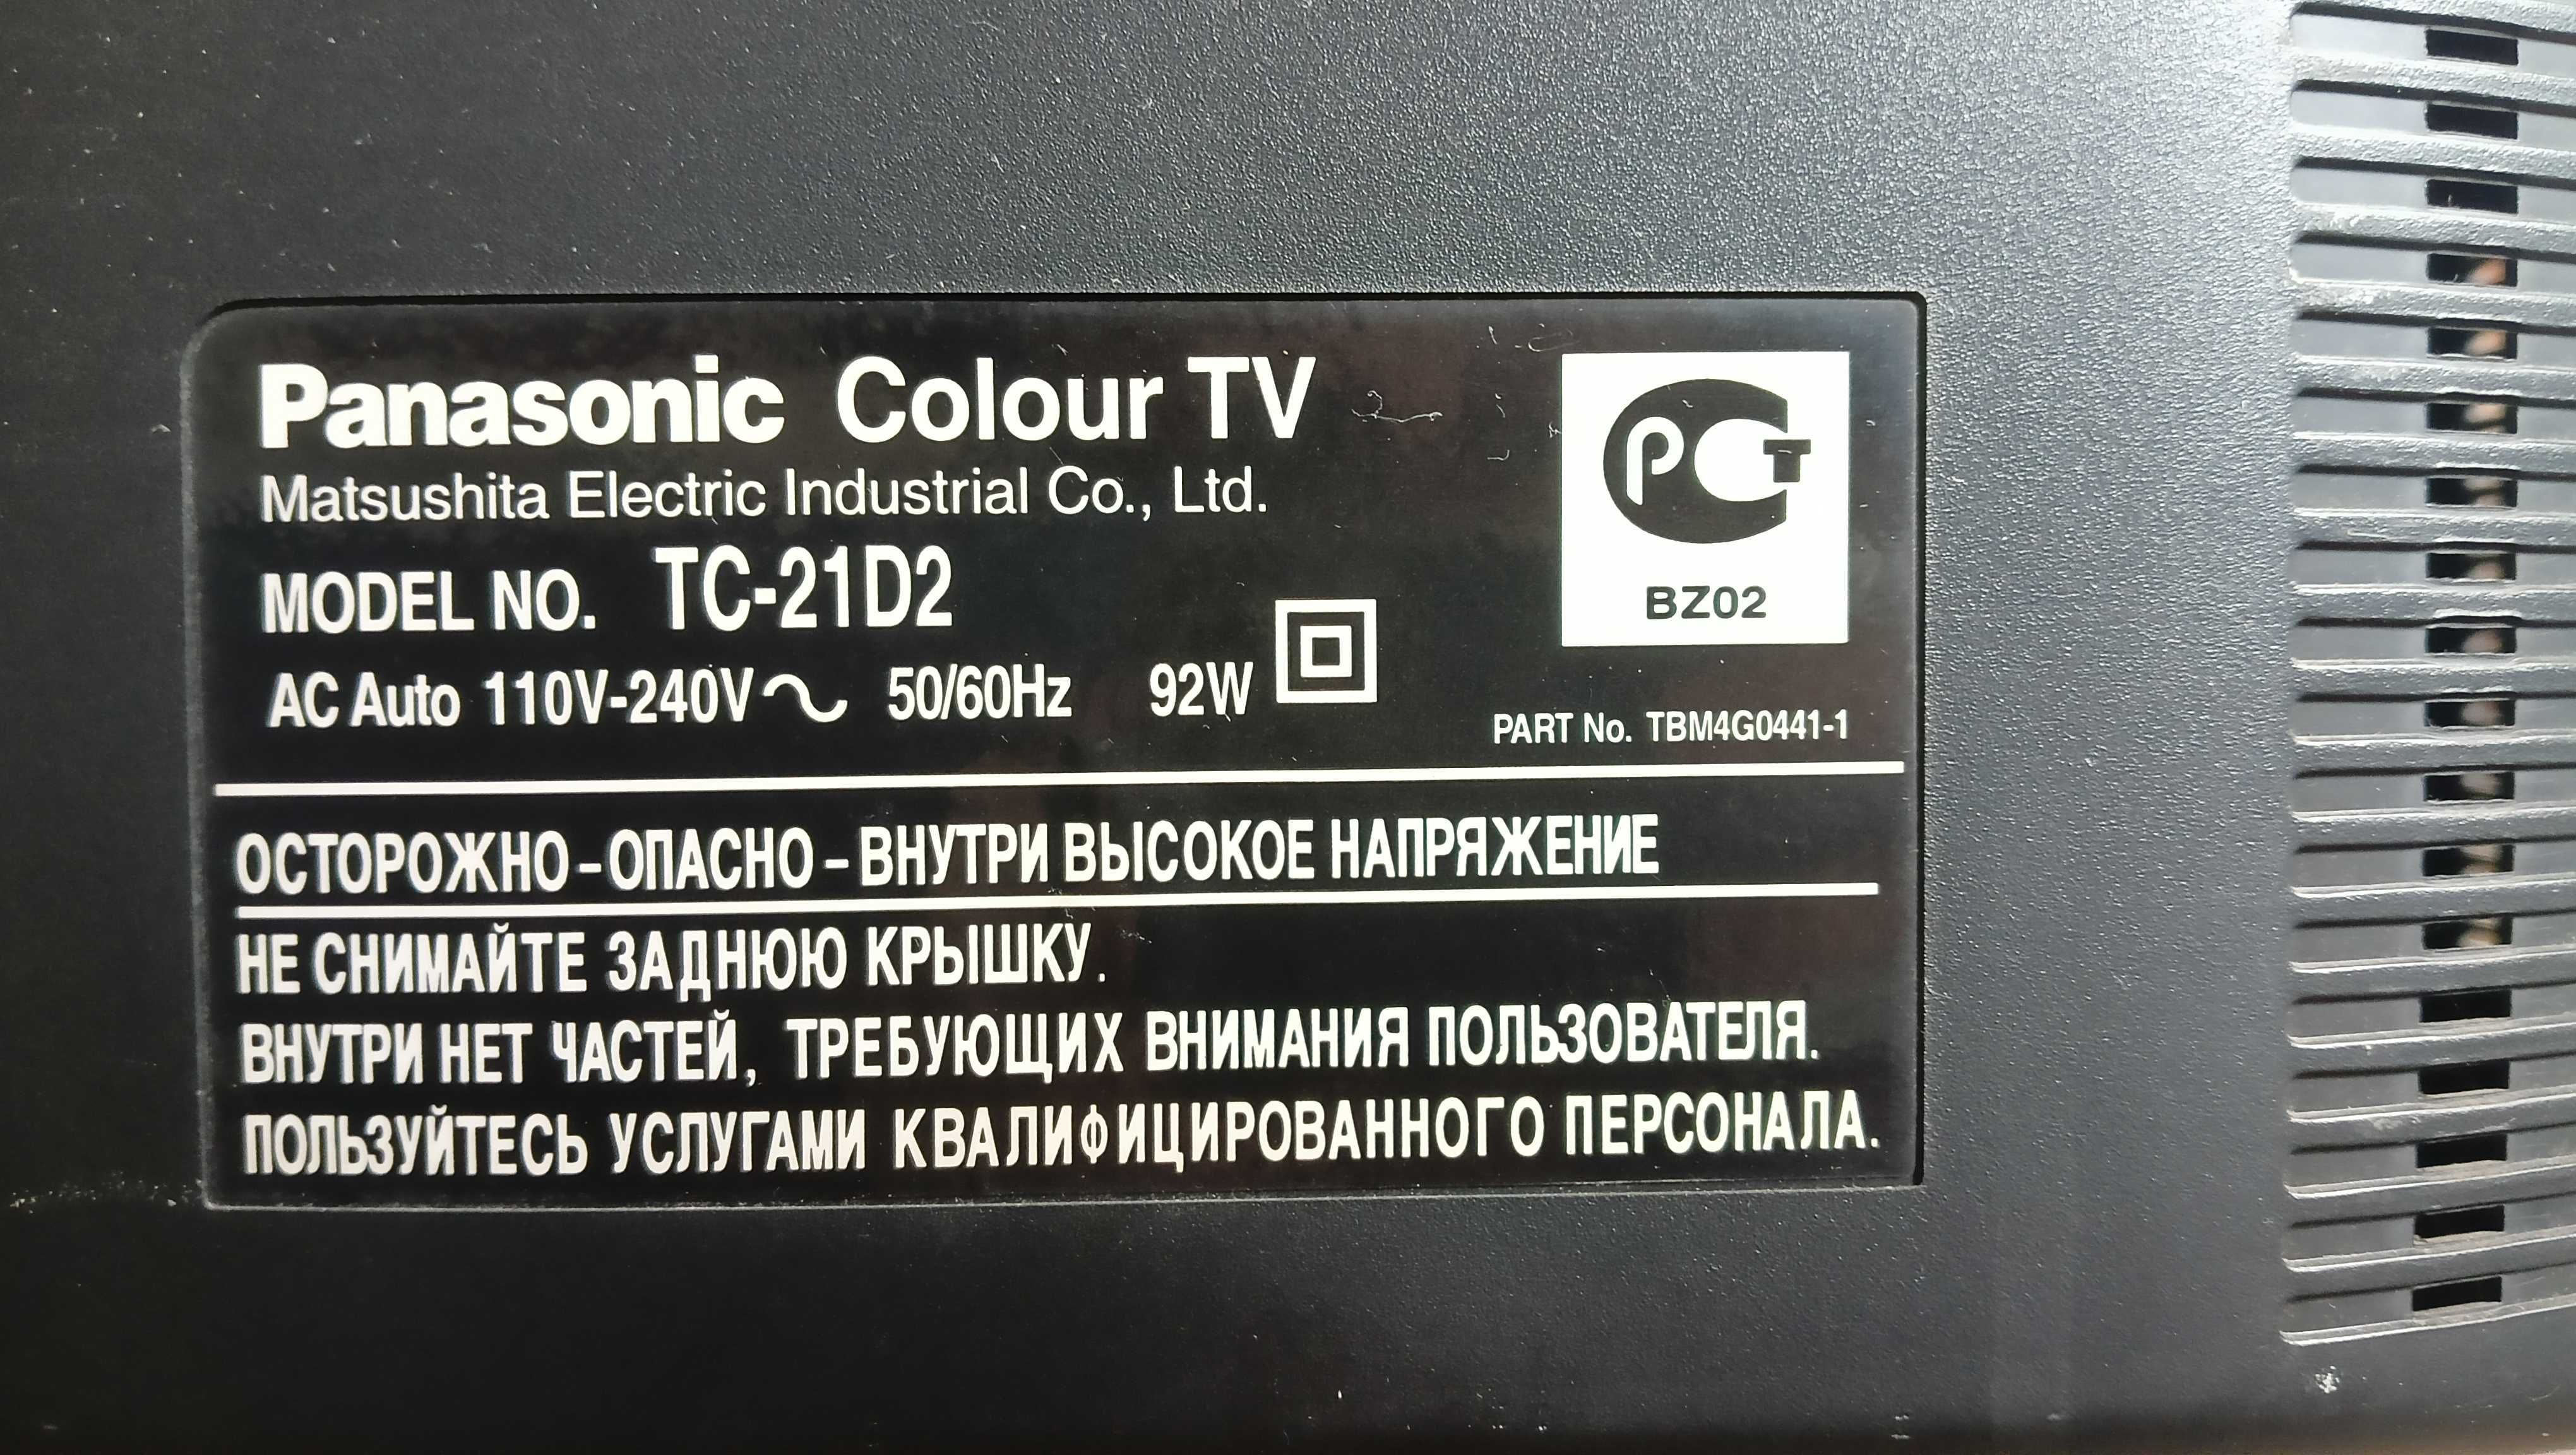 Panasonic Colour TV
Matsushita Electric Industrial Co., Ltd.
MODEL NO. TC-21D2
AC Auto 110V-240V 50/60Hz 92W
РСТ
BZ02
PART No. TBM4G0441-1
ОСТОРОЖНО – ОПАСНО – ВНУТРИ ВЫСОКОЕ НАПРЯЖЕНИЕ
НЕ СНИМАЙТЕ ЗАДНЮЮ КРЫШКУ.
ВНУТРИ НЕТ ЧАСТЕЙ, ТРЕБУЮЩИХ ВНИМАНИЯ ПОЛЬЗОВАТЕЛЯ.
ПОЛЬЗУЙТЕСЬ УСЛУГАМИ КВАЛИФИЦИРОВАННОГО ПЕРСОНАЛА.